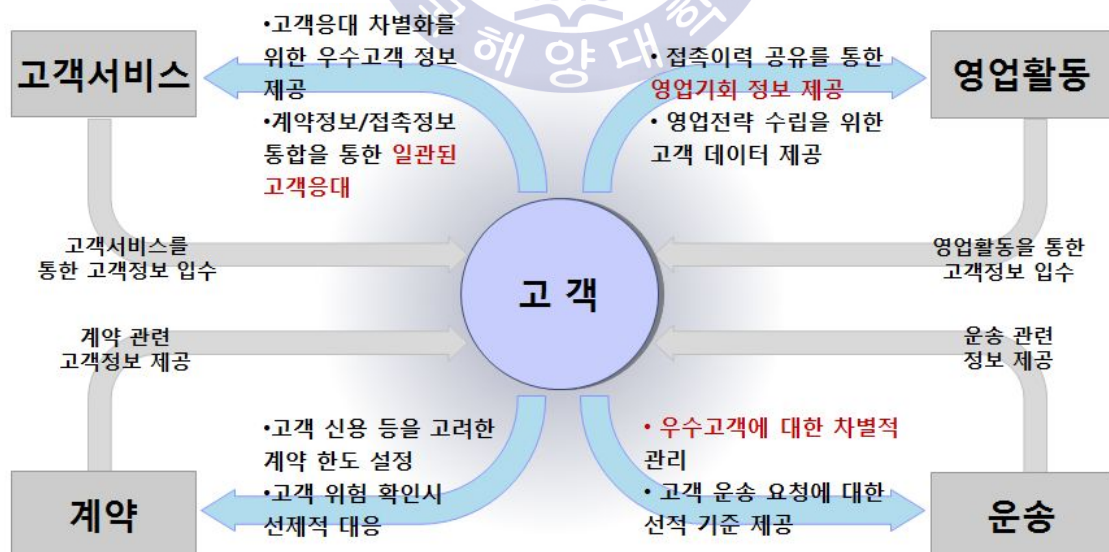 해양대학
•고객응대 차별화를
위한 우수고객 정보
제공
•계약정보/접촉정보
통합을 통한 일관된
고객응대
고객서비스
• 접촉이력 공유를 통한
영업기회 정보 제공
• 영업전략 수립을 위한
고객 데이터 제공
영업활동
고객서비스를
통한 고객정보 입수
영업활동을 통한
고객정보 입수
고 객
계약 관련
고객정보 제공
운송 관련
정보 제공
•고객 신용 등을 고려한
계약 한도 설정
•고객 위험 확인시
선제적 대응
계약
• 우수고객에 대한 차별적
관리
• 고객 운송 요청에 대한
선적 기준 제공
운송